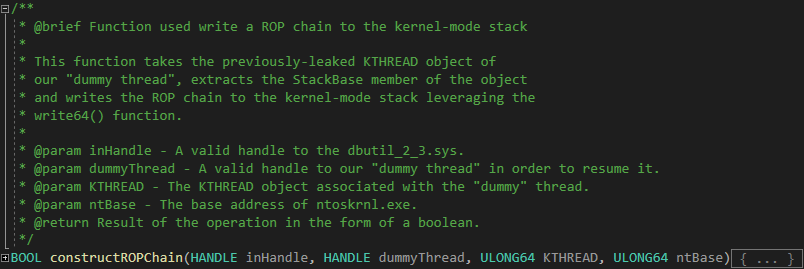 /**
* @brief Function used write a ROP chain to the kernel-mode stack
*
* This function takes the previously-leaked KTHREAD object of
* our "dummy thread", extracts the StackBase member of the object
* and writes the ROP chain to the kernel-mode stack leveraging the
* write64() function.
*
* @param inHandle - A valid handle to the dbutil_2_3.sys.
* @param dummyThread - A valid handle to our "dummy thread" in order to resume it.
* @param KTHREAD - The KTHREAD object associated with the "dummy" thread.
* @param ntBase - The base address of ntoskrnl.exe.
* @return Result of the operation in the form of a boolean.
*/
BOOL constructROPChain(HANDLE inHandle, HANDLE dummyThread, ULONG64 KTHREAD, ULONG64 ntBase) { ... }